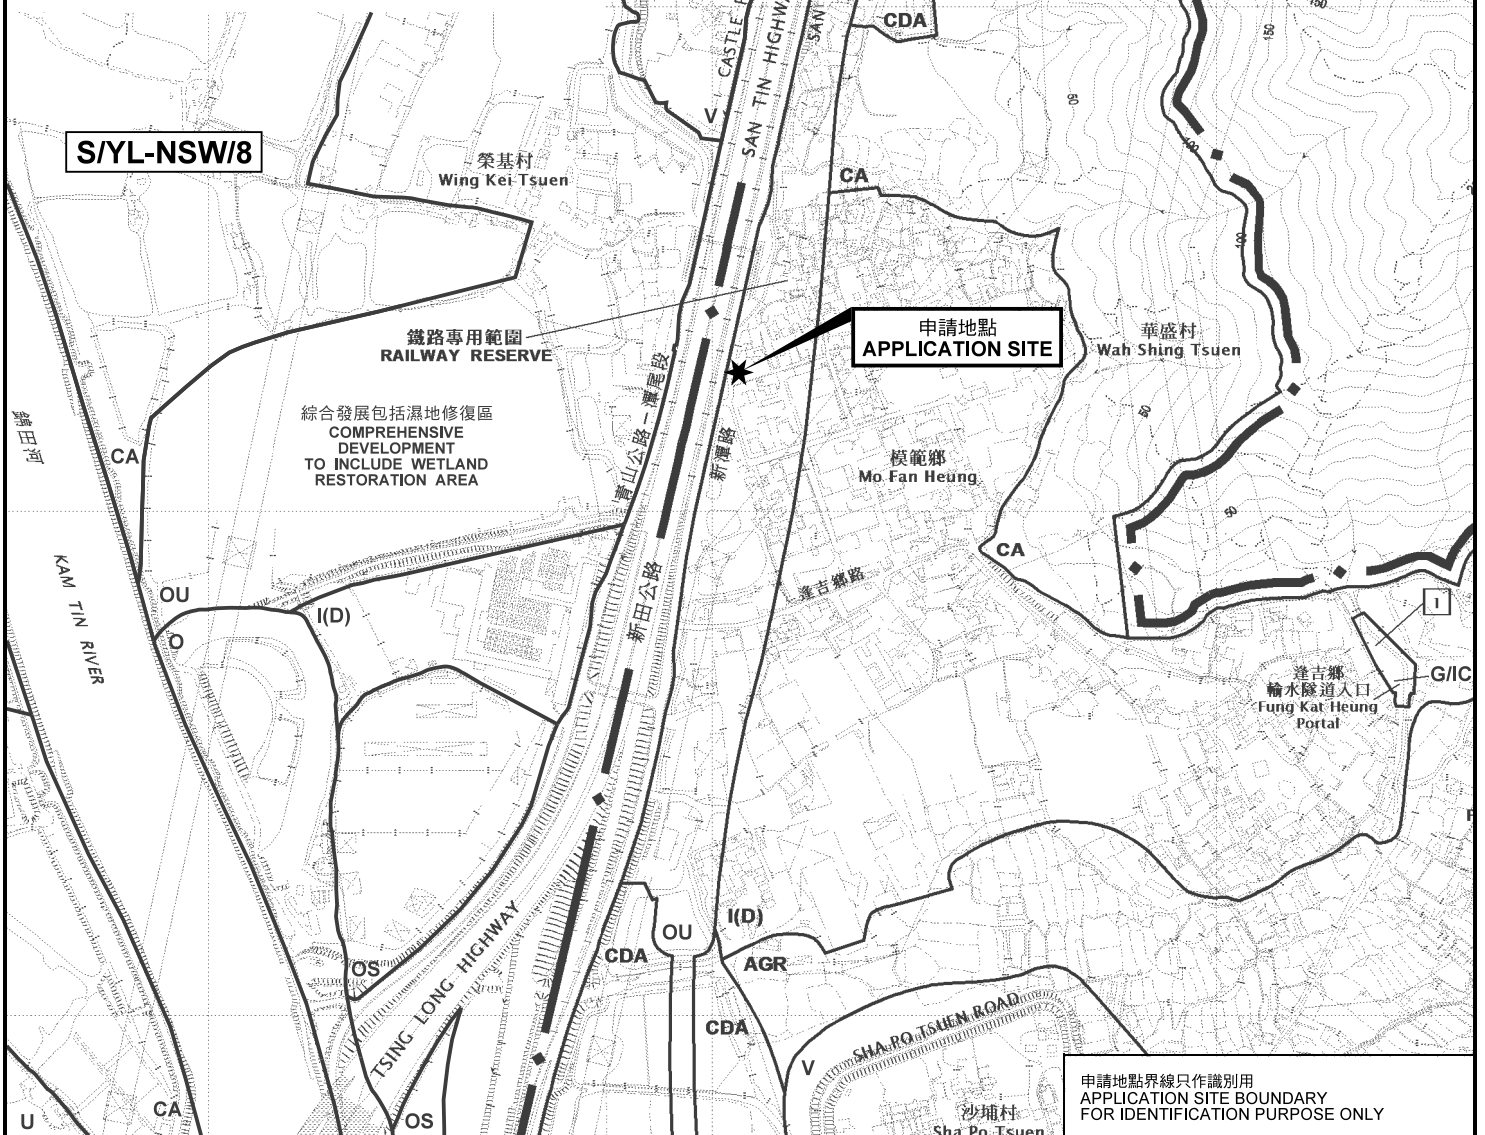 CDA
150
150
50
SAN TIN HIGHWAY
S/YL-NSW/8
V
榮基村
Wing Kei Tsuen
CA
100
100
鐵路專用範圍
RAILWAY RESERVE
申請地點
APPLICATION SITE
華盛村
Wah Shing Tsuen
50
綜合發展包括濕地修復區
COMPREHENSIVE
DEVELOPMENT
TO INCLUDE WETLAND
RESTORATION AREA
青山公路－潭尾段
新潭路
CA
模範鄉
Mo Fan Heung
50
CA
KAM TIN RIVER
OU
I(D)
O
新田公路
逢吉鄉路
1
逢吉鄉
輸水隧道入口
Fung Kat Heung
Portal
G/IC
TSING LONG HIGHWAY
OS
CDA
OU
I(D)
AGR
CDA
SHA PO TSUEN ROAD
V
沙埔村
Sha Po Tsuen
CA
U
OS
申請地點界線只作識別用
APPLICATION SITE BOUNDARY
FOR IDENTIFICATION PURPOSE ONLY